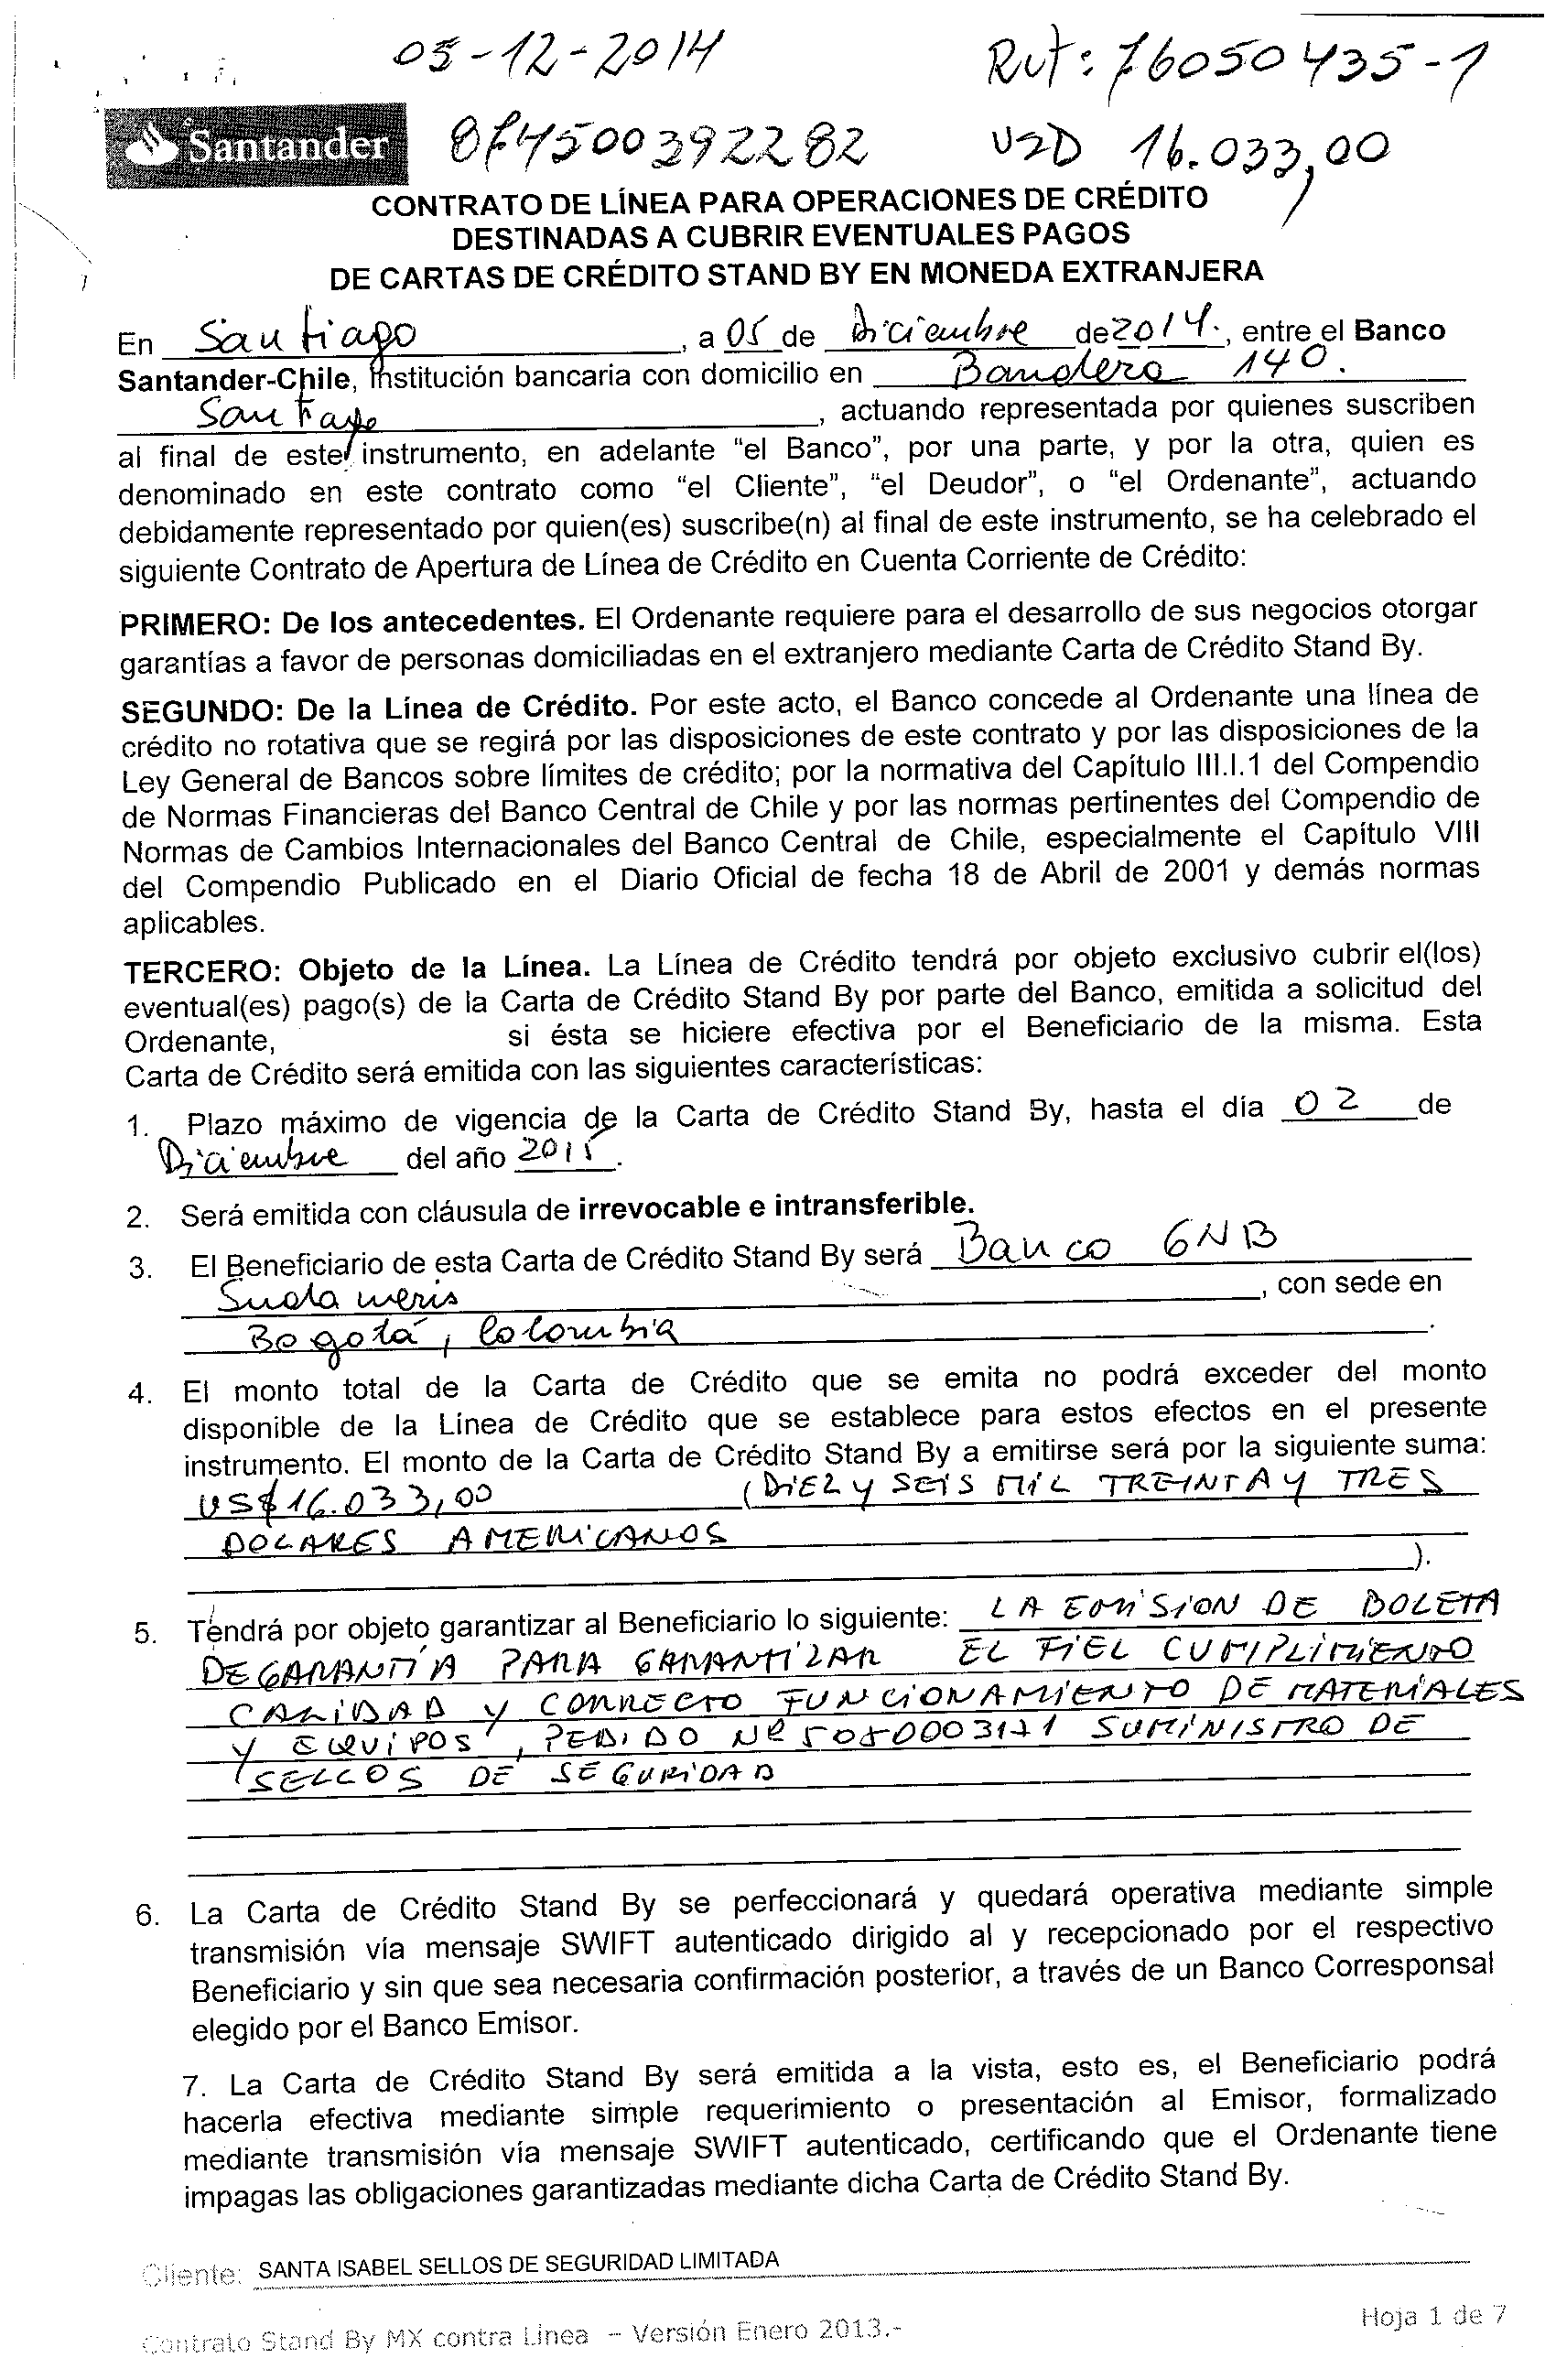 05-12-2014 Rut: 76050435-1
Santander 0F45003922 82 USD 16.033,00
CONTRATO DE LÍNEA PARA OPERACIONES DE CRÉDITO
DESTINADAS A CUBRIR EVENTUALES PAGOS
DE CARTAS DE CRÉDITO STAND BY EN MONEDA EXTRANJERA
En Santiago, a 05 de Diciembre de 2014., entre el Banco
Santander-Chile, Institución bancaria con domicilio en Bandera 140.
Santiago, actuando representada por quienes suscriben
al final de este instrumento, en adelante “el Banco”, por una parte, y por la otra, quien es
denominado en este contrato como “el Cliente”, “el Deudor”, o “el Ordenante”, actuando
debidamente representado por quien(es) suscribe(n) al final de este instrumento, se ha celebrado el
siguiente Contrato de Apertura de Línea de Crédito en Cuenta Corriente de Crédito:
PRIMERO: De los antecedentes. El Ordenante requiere para el desarrollo de sus negocios otorgar
garantías a favor de personas domiciliadas en el extranjero mediante Carta de Crédito Stand By.
SEGUNDO: De la Línea de Crédito. Por este acto, el Banco concede al Ordenante una línea de
crédito no rotativa que se regirá por las disposiciones de este contrato y por las disposiciones de la
Ley General de Bancos sobre límites de crédito; por la normativa del Capítulo III.I.1 del Compendio
de Normas Financieras del Banco Central de Chile y por las normas pertinentes del Compendio de
Normas de Cambios Internacionales del Banco Central de Chile, especialmente el Capítulo VIII
del Compendio Publicado en el Diario Oficial de fecha 18 de Abril de 2001 y demás normas
aplicables.
TERCERO: Objeto de la Línea. La Línea de Crédito tendrá por objeto exclusivo cubrir el(los)
eventual(es) pago(s) de la Carta de Crédito Stand By por parte del Banco, emitida a solicitud del
Ordenante, si ésta se hiciere efectiva por el Beneficiario de la misma. Esta
Carta de Crédito será emitida con las siguientes características:
1. Plazo máximo de vigencia de la Carta de Crédito Stand By, hasta el día 02 de
Diciembre del año 2015.
2. Será emitida con cláusula de irrevocable e intransferible.
3. El Beneficiario de esta Carta de Crédito Stand By será Banco GNB
Sudameris, con sede en
Bogotá, Colombia.
4. El monto total de la Carta de Crédito que se emita no podrá exceder del monto
disponible de la Línea de Crédito que se establece para estos efectos en el presente
instrumento. El monto de la Carta de Crédito Stand By a emitirse será por la siguiente suma:
US$ 16.033,00 (DIEZ Y SEIS MIL TREINTA Y TRES
DOLARES AMERICANOS
).
5. Tendrá por objeto garantizar al Beneficiario lo siguiente: LA EMISION DE BOLETA
DE GARANTÍA PARA GARANTIZAR EL FIEL CUMPLIMIENTO
CALIDAD Y CORRECTO FUNCIONAMIENTO DE MATERIALES
Y EQUIPOS, PEDIDO SUMINISTRO DE
SELLOS DE SEGURIDAD
6. La Carta de Crédito Stand By se perfeccionará y quedará operativa mediante simple
transmisión vía mensaje SWIFT autenticado dirigido al y recepcionado por el respectivo
Beneficiario y sin que sea necesaria confirmación posterior, a través de un Banco Corresponsal
elegido por el Banco Emisor.
7. La Carta de Crédito Stand By será emitida a la vista, esto es, el Beneficiario podrá
hacerla efectiva mediante simple requerimiento o presentación al Emisor, formalizado
mediante transmisión vía mensaje SWIFT autenticado, certificando que el Ordenante tiene
impagas las obligaciones garantizadas mediante dicha Carta de Crédito Stand By.
Cliente: SANTA ISABEL SELLOS DE SEGURIDAD LIMITADA
Contrato Stand By MX contra Línea – Versión Enero 2013.-
Hoja 1 de 7